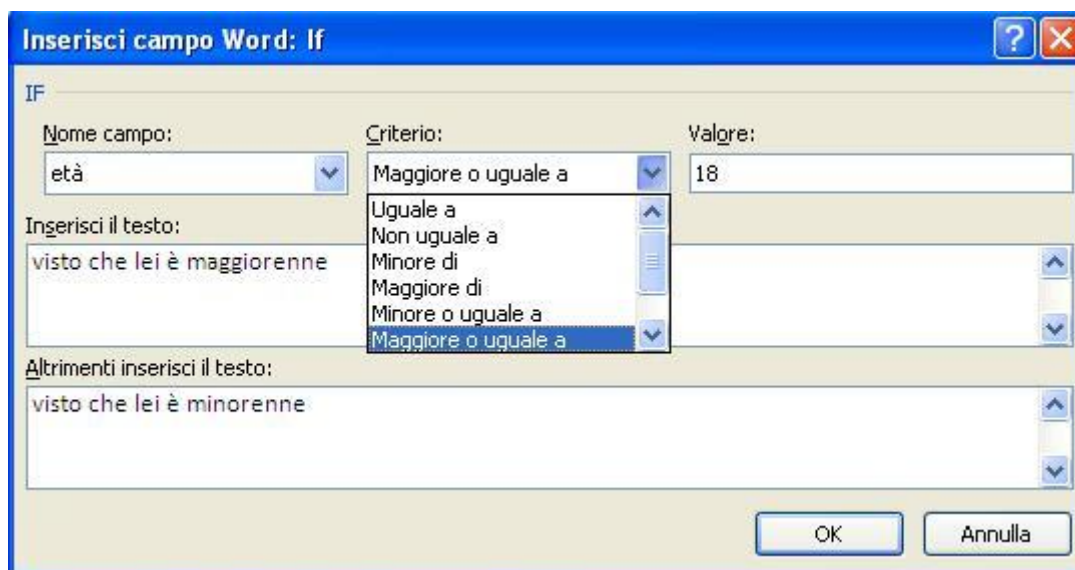 Inserisci campo Word: If
IF
Nome campo: Criterio: Valore:
età Maggiore o uguale a 18
Uguale a
Non uguale a
Minore di
Maggiore di
Minore o uguale a
Maggiore o uguale a
Inserisci il testo:
visto che lei è maggiorenne
Altrimenti inserisci il testo:
visto che lei è minorenne
OK Annulla